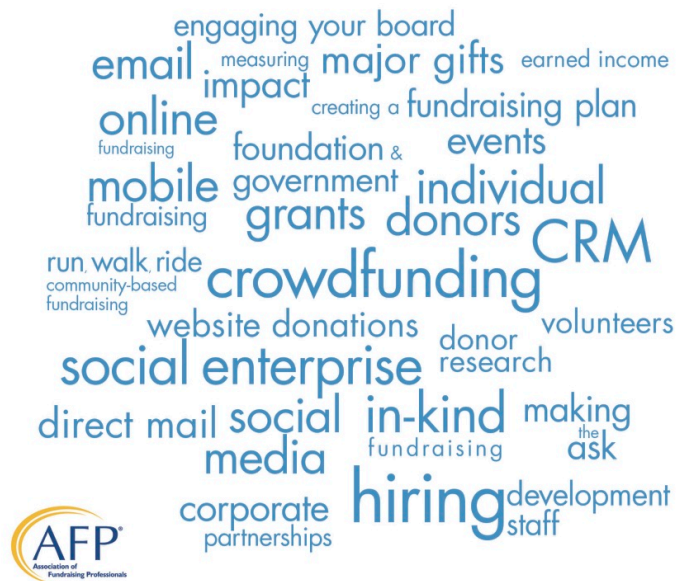 engaging your board
email measuring impact major gifts earned income
online fundraising creating a fundraising plan
foundation & government grants events
mobile fundraising individual donors CRM
run, walk, ride community-based fundraising crowdfunding
website donations donor research volunteers
social enterprise
direct mail social media in-kind fundraising making the ask
corporate partnerships hiring development staff
AFP®
Association of
Fundraising Professionals